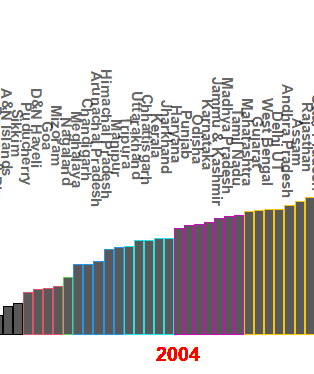 A&N Islands
Sikkim
Puducherry
D&N Haveli
Goa
Mizoram
Nagaland
Meghalaya
Chandigarh
Arunachal Pradesh
Himachal Pradesh
Manipur
Tripura
Uttarakhand
Chhattisgarh
Kerala
Jharkhand
Haryana
Punjab
Odisha
Karnataka
Jammu & Kashmir
Madhya Pradesh
Tamil Nadu
Maharashtra
Gujarat
West Bengal
Delhi UT
Andhra Pradesh
Assam
2004